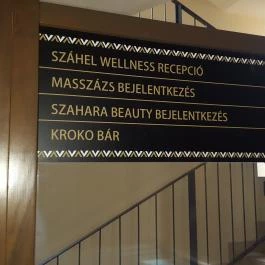 SZÁHEL WELLNESS RECEPCIÓ
MASSZÁZS BEJELENTKEZÉS
SZAHARA BEAUTY BEJELENTKEZÉS
KROKO BÁR